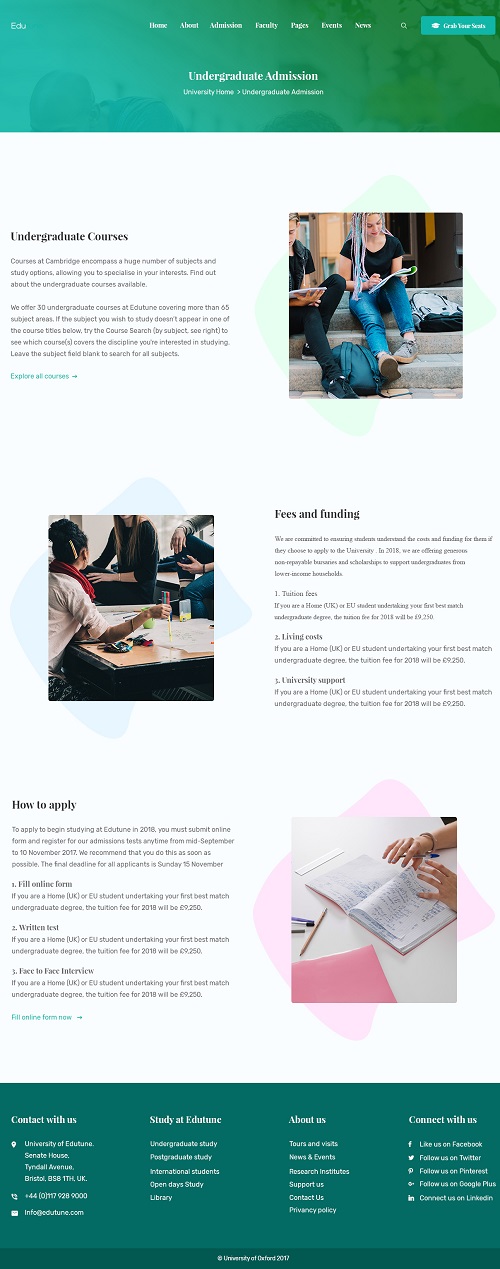 Edu
Home About Admission Faculty Pages Events News
Grab Your Seats
Undergraduate Admission
University Home > Undergraduate Admission
Undergraduate Courses
Courses at Cambridge encompass a huge number of subjects and
study options, allowing you to specialise in your interests. Find out
about the undergraduate courses available.
We offer 30 undergraduate courses at Edutune covering more than 65
subject areas. If the subject you wish to study doesn't appear in one of
the course titles below, try the Course Search (by subject, see right) to
see which course(s) covers the discipline you're interested in studying.
Leave the subject field blank to search for all subjects.
Explore all courses →
Fees and funding
We are committed to ensuring students understand the costs and funding for them if
they choose to apply to the University . In 2018, we are offering generous
non-repayable bursaries and scholarships to support undergraduates from
lower-income households.
1. Tuition fees
If you are a Home (UK) or EU student undertaking your first best match
undergraduate degree, the tuition fee for 2018 will be £9,250.
2. Living costs
If you are a Home (UK) or EU student undertaking your first best match
undergraduate degree, the tuition fee for 2018 will be £9,250.
3. University support
If you are a Home (UK) or EU student undertaking your first best match
undergraduate degree, the tuition fee for 2018 will be £9,250.
How to apply
To apply to begin studying at Edutune in 2018, you must submit online
form and register for our admissions tests anytime from mid-September
to 10 November 2017. We recommend that you do this as soon as
possible. The final deadline for all applicants is Sunday 15 November
1. Fill online form
If you are a Home (UK) or EU student undertaking your first best match
undergraduate degree, the tuition fee for 2018 will be £9,250.
2. Written test
If you are a Home (UK) or EU student undertaking your first best match
undergraduate degree, the tuition fee for 2018 will be £9,250.
3. Face to Face Interview
If you are a Home (UK) or EU student undertaking your first best match
undergraduate degree, the tuition fee for 2018 will be £9,250.
Fill online form now →
Contact with us
University of Edutune.
Senate House,
Tyndall Avenue,
Bristol, BS8 1TH, UK.
+44 (0)117 928 9000
Info@edutune.com
Study at Edutunc
Undergraduate study
Postgraduate study
International students
Open days Study
Library
About us
Tours and visits
News & Events
Research Institutes
Support us
Contact Us
Privancy policy
Connect with us
Like us on Facebook
Follow us on Twitter
Follow us on Pinterest
Follow us on Google Plus
Connect us on Linkedin
© University of Oxford 2017